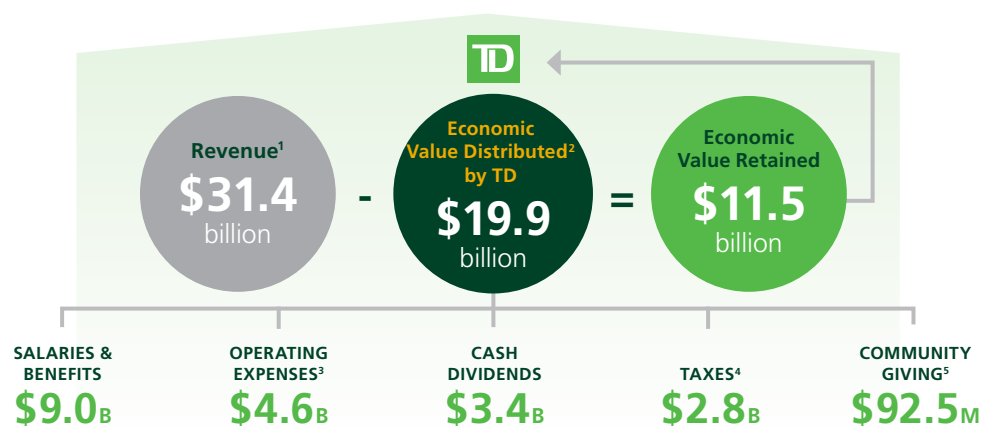 TD
Revenue¹
$31.4
billion
-
Economic
Value Distributed²
by TD
$19.9
billion
=
Economic
Value Retained
$11.5
billion
SALARIES &
BENEFITS
$9.0B
OPERATING
EXPENSES³
$4.6B
CASH
DIVIDENDS
$3.4B
TAXES⁴
$2.8B
COMMUNITY
GIVING⁵
$92.5M